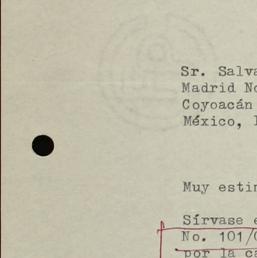 Sr. Salva
Madrid No
Coyoacán
México,
Muy estim
Sírvase e
No. 101/
por la ca